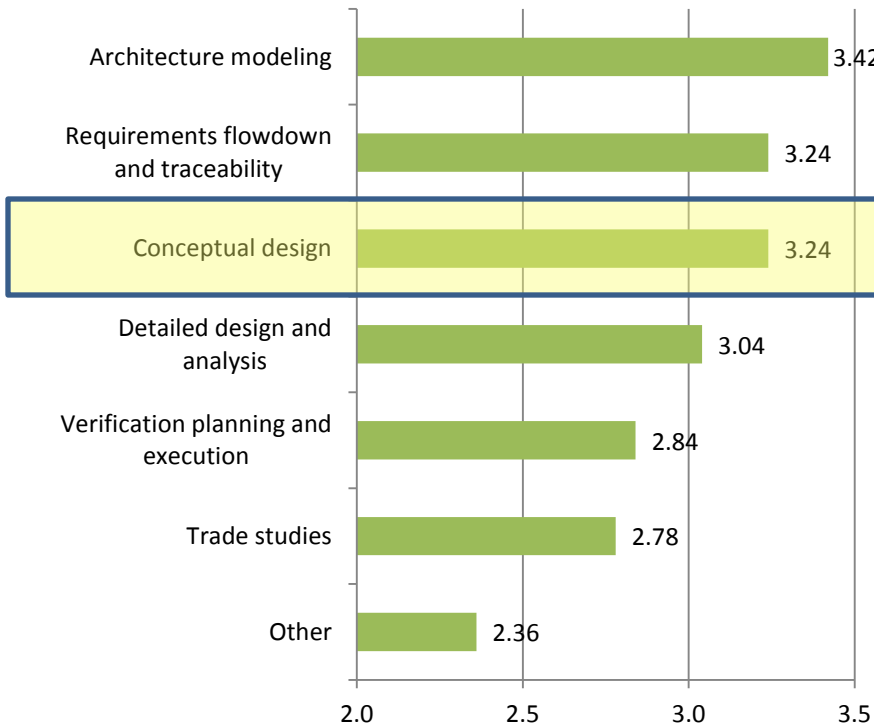 Architecture modeling
3.42
Requirements flowdown
and traceability
3.24
Conceptual design
3.24
Detailed design and
analysis
3.04
Verification planning and
execution
2.84
Trade studies
2.78
Other
2.36
2.0
2.5
3.0
3.5